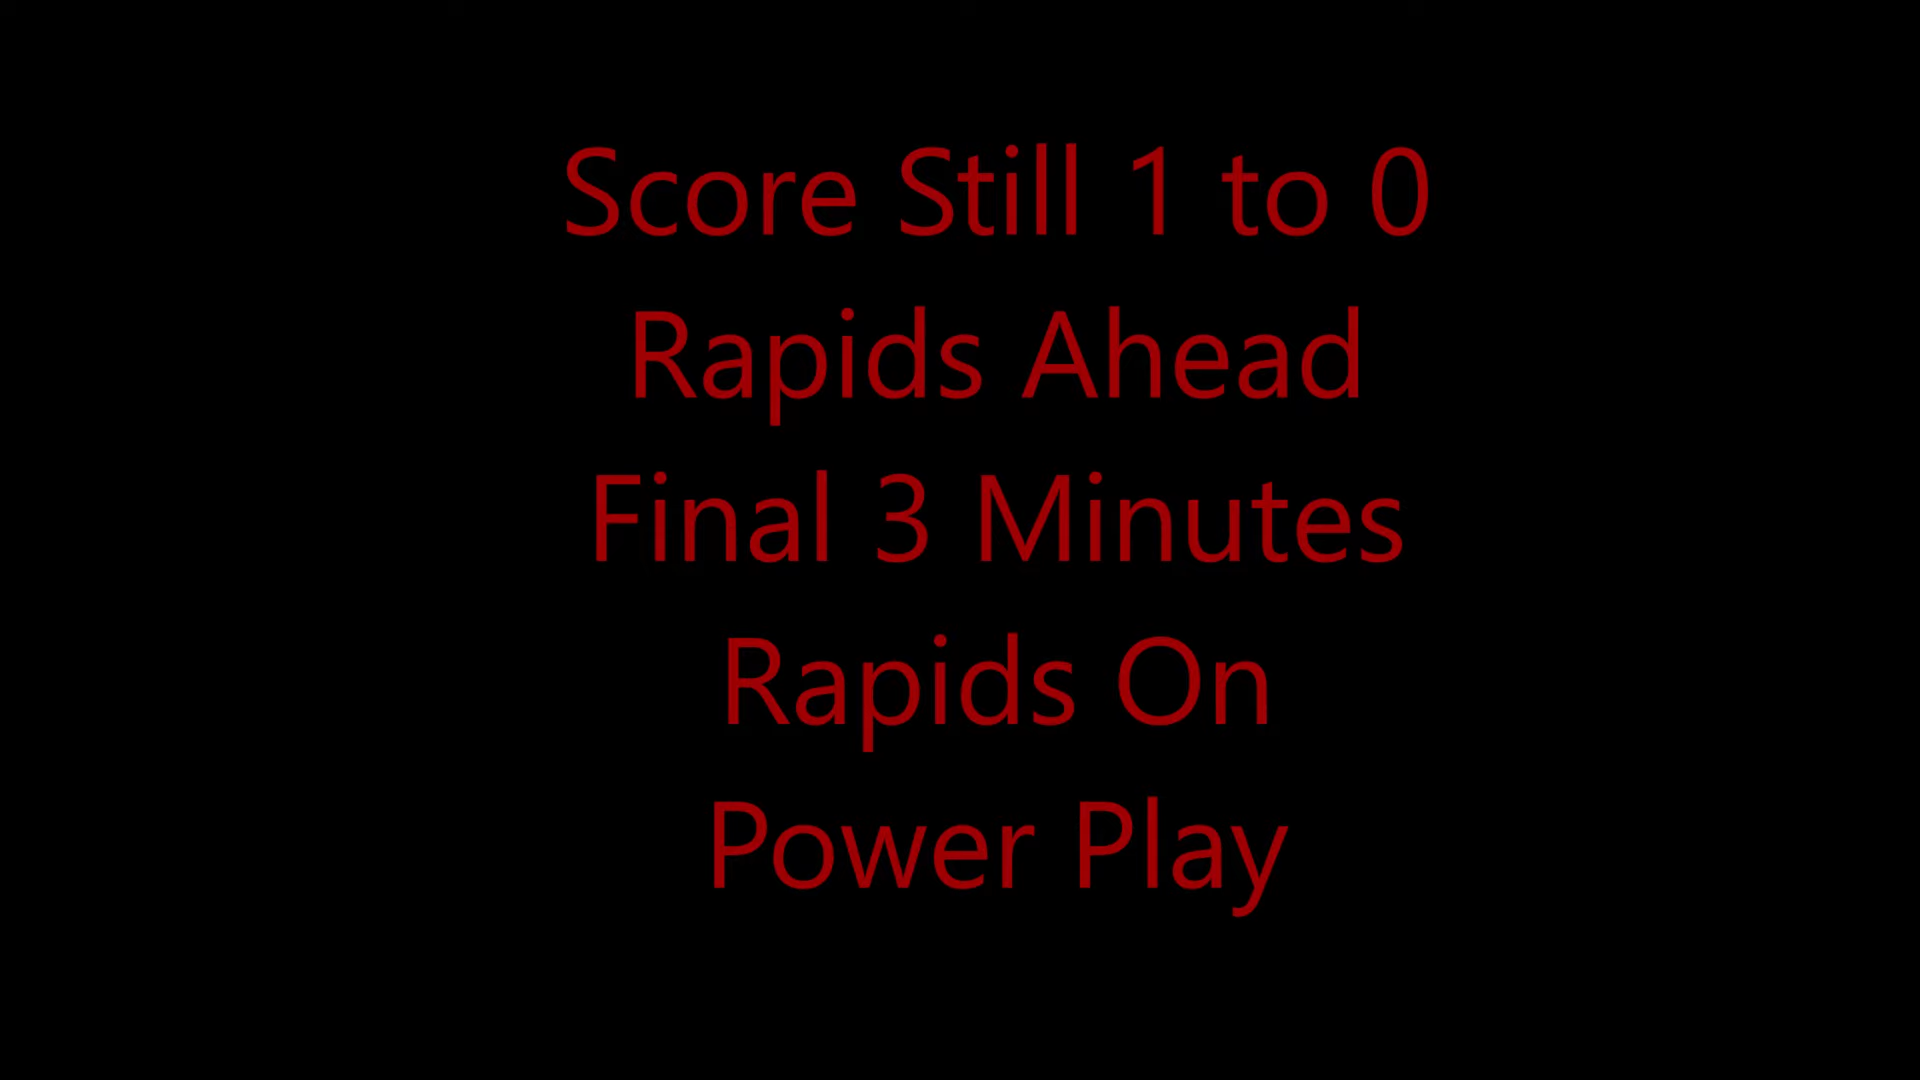 Score Still 1 to 0
Rapids Ahead
Final 3 Minutes
Rapids On
Power Play